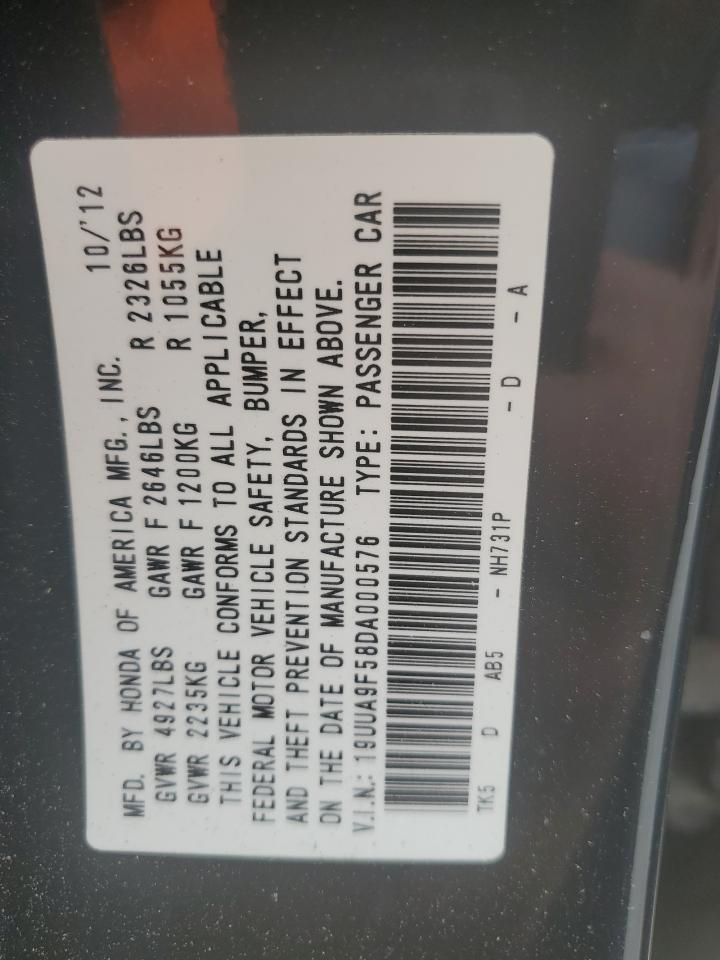 MFD. BY HONDA OF AMERICA MFG., INC. 10/'12
GVWR 4927LBS GAWR F 2646LBS R 2326LBS
GVWR 2235KG GAWR F 1200KG R 1055KG
THIS VEHICLE CONFORMS TO ALL APPLICABLE
FEDERAL MOTOR VEHICLE SAFETY, BUMPER,
AND THEFT PREVENTION STANDARDS IN EFFECT
ON THE DATE OF MANUFACTURE SHOWN ABOVE.
V.I.N.: 19UUA9F58DA000576 TYPE: PASSENGER CAR
TK5 D AB5 - NH731P - D - A